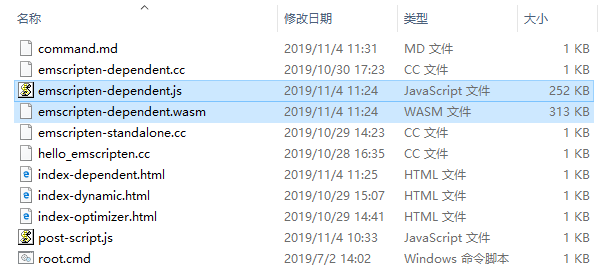 名称 修改日期 类型 大小
command.md 2019/11/4 11:31 MD 文件 1 KB
emscripten-dependent.cc 2019/10/30 17:23 CC 文件 1 KB
emscripten-dependent.js 2019/11/4 11:24 JavaScript 文件 252 KB
emscripten-dependent.wasm 2019/11/4 11:24 WASM 文件 313 KB
emscripten-standalone.cc 2019/10/29 14:23 CC 文件 1 KB
hello_emscripten.cc 2019/10/28 16:35 CC 文件 1 KB
index-dependent.html 2019/11/4 11:25 HTML 文件 1 KB
index-dynamic.html 2019/10/29 15:07 HTML 文件 1 KB
index-optimizer.html 2019/10/29 14:41 HTML 文件 1 KB
post-script.js 2019/11/4 10:33 JavaScript 文件 1 KB
root.cmd 2019/7/2 14:02 Windows 命令脚本 1 KB